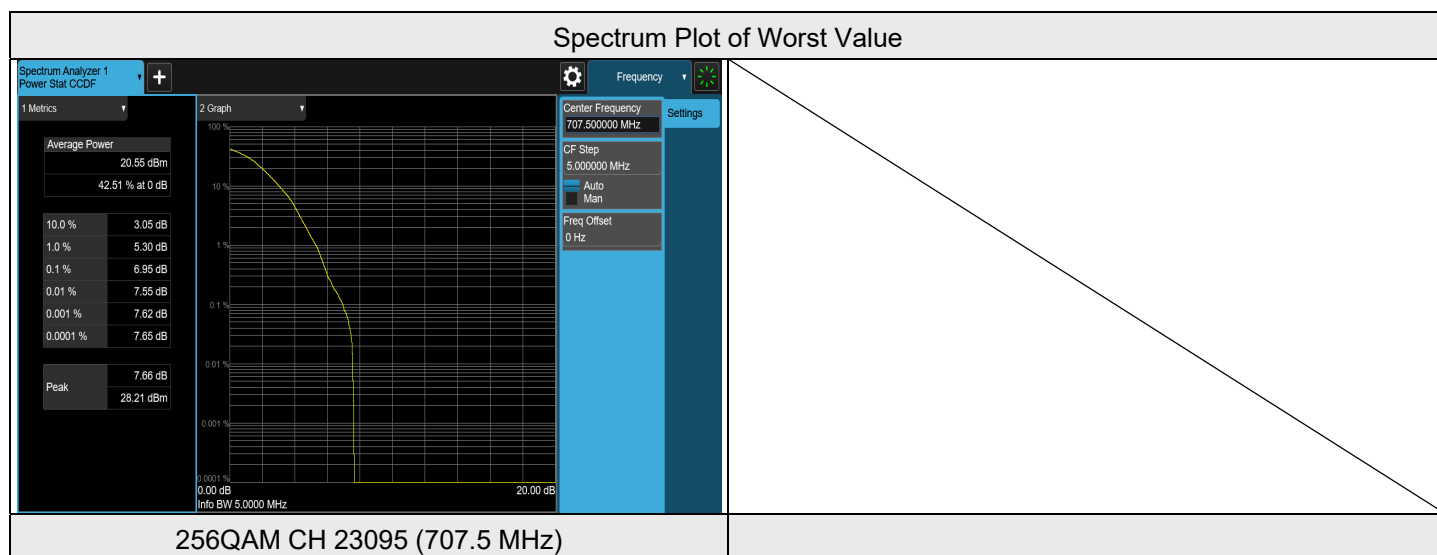 Spectrum Plot of Worst Value
Spectrum Analyzer 1
Power Stat CCDF
Frequency
1 Metrics
2 Graph
Average Power
20.55 dBm
42.51 % at 0 dB
10.0 % 3.05 dB
1.0 % 5.30 dB
0.1 % 6.95 dB
0.01 % 7.55 dB
0.001 % 7.62 dB
0.0001 % 7.65 dB
Peak
7.66 dB
28.21 dBm
100 %
10 %
1 %
0.1 %
0.01 %
0.001 %
0.0001 %
0.00 dB 20.00 dB
Info BW 5.0000 MHz
Center Frequency
707.500000 MHz
CF Step
5.000000 MHz
Auto
Man
Freq Offset
0 Hz
Settings
256QAM CH 23095 (707.5 MHz)